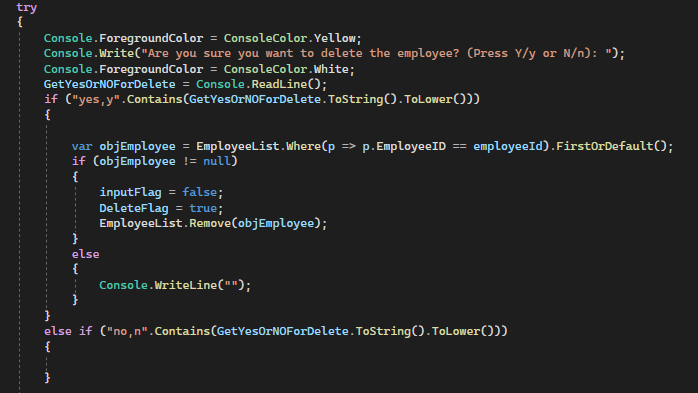 try
{
Console.ForegroundColor = ConsoleColor.Yellow;
Console.Write("Are you sure you want to delete the employee? (Press Y/y or N/n): ");
Console.ForegroundColor = ConsoleColor.White;
GetYesOrNOForDelete = Console.ReadLine();
if ("yes,y".Contains(GetYesOrNOForDelete.ToString().ToLower()))
{
var objEmployee = EmployeeList.Where(p => p.EmployeeID == employeeId).FirstOrDefault();
if (objEmployee != null)
{
inputFlag = false;
DeleteFlag = true;
EmployeeList.Remove(objEmployee);
}
else
{
Console.WriteLine("");
}
}
else if ("no,n".Contains(GetYesOrNOForDelete.ToString().ToLower()))
{
}